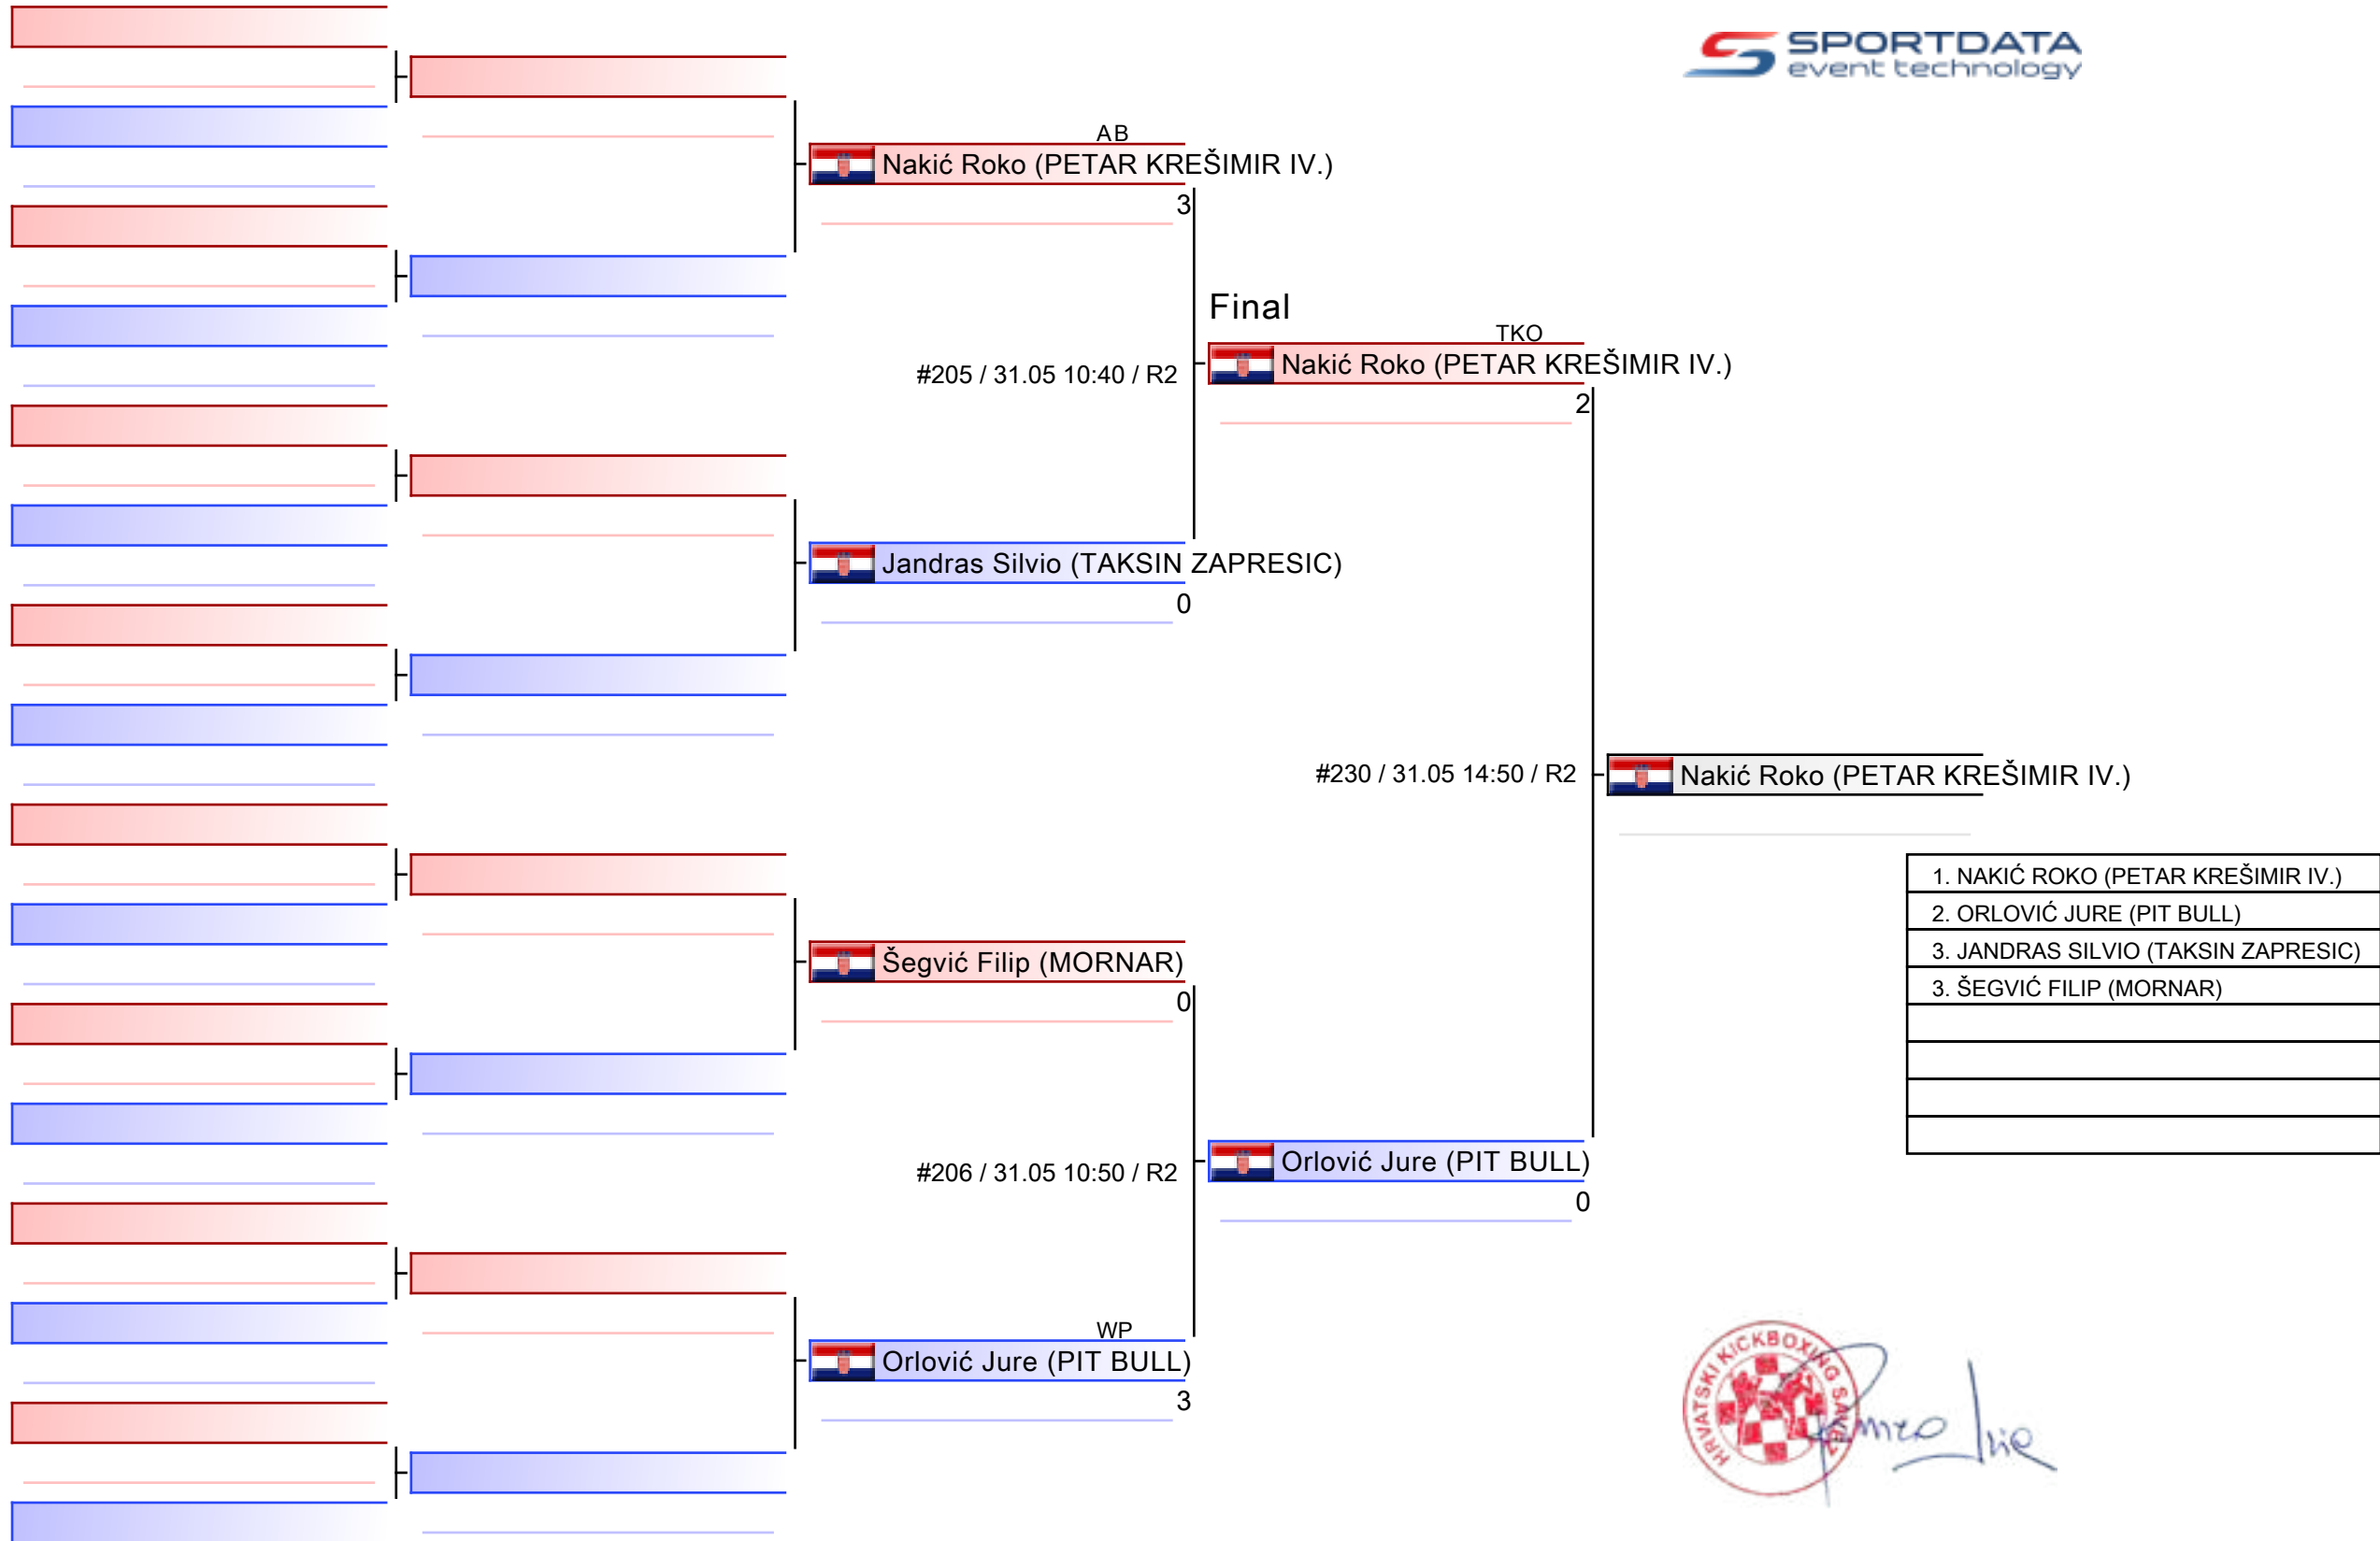 SPORTDATA
event technology
AB
Nakić Roko (PETAR KREŠIMIR IV.)
3
#205 / 31.05 10:40 / R2
Jandras Silvio (TAKSIN ZAPRESIC)
0
Final
TKO
Nakić Roko (PETAR KREŠIMIR IV.)
2
#230 / 31.05 14:50 / R2
Nakić Roko (PETAR KREŠIMIR IV.)
Šegvić Filip (MORNAR)
0
#206 / 31.05 10:50 / R2
Orlović Jure (PIT BULL)
0
WP
Orlović Jure (PIT BULL)
3
1. NAKIĆ ROKO (PETAR KREŠIMIR IV.)
2. ORLOVIĆ JURE (PIT BULL)
3. JANDRAS SILVIO (TAKSIN ZAPRESIC)
3. ŠEGVIĆ FILIP (MORNAR)
HRVATSKI KICKBOXING SAVEZ